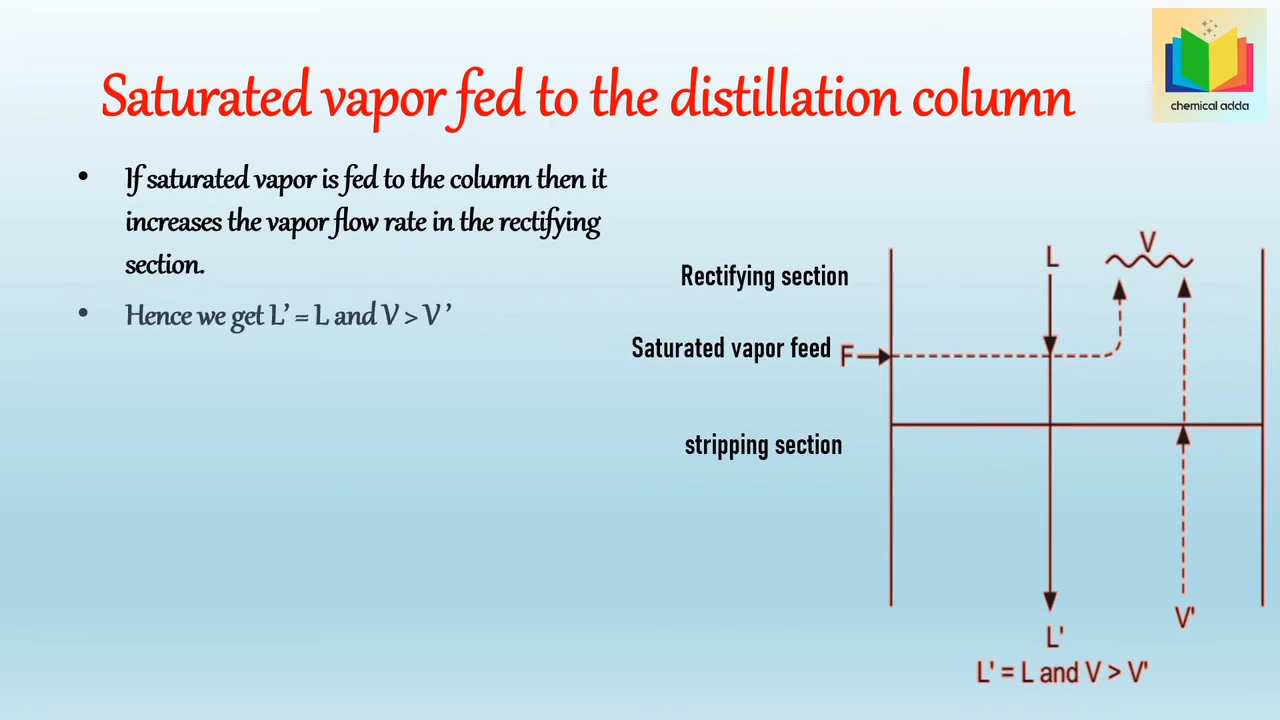 chemical adda
Saturated vapor fed to the distillation column
• If saturated vapor is fed to the column then it
increases the vapor flow rate in the rectifying
section.
• Hence we get L’ = L and V > V ’
V
L
Rectifying section
Saturated vapor feed F
stripping section
V'
L'
L' = L and V > V'